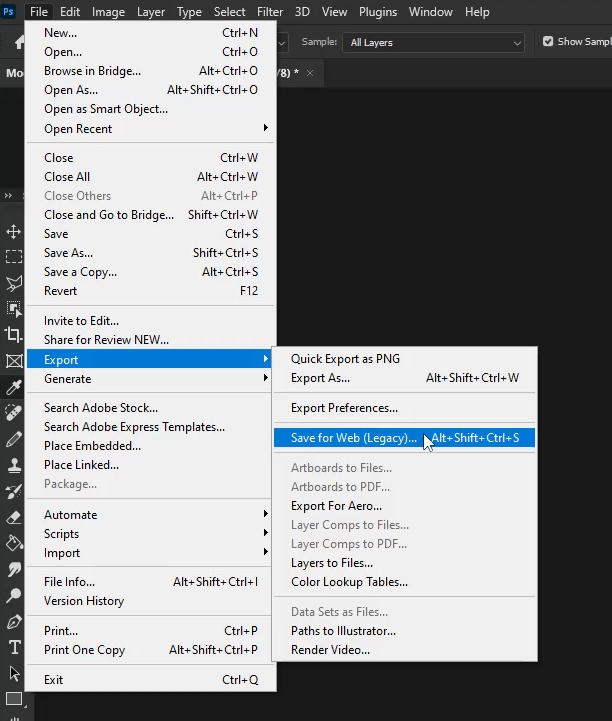 Ps File Edit Image Layer Type Select Filter 3D View Plugins Window Help
Sample: All Layers Show Sampl
Mo /8) * ×
New... Ctrl+N
Open... Ctrl+O
Browse in Bridge... Alt+Ctrl+O
Open As... Alt+Shift+Ctrl+O
Open as Smart Object...
Open Recent
Close Ctrl+W
Close All Alt+Ctrl+W
Close Others Alt+Ctrl+P
Close and Go to Bridge... Shift+Ctrl+W
Save Ctrl+S
Save As... Shift+Ctrl+S
Save a Copy... Alt+Ctrl+S
Revert F12
Invite to Edit...
Share for Review NEW...
Export
Generate
Search Adobe Stock...
Search Adobe Express Templates...
Place Embedded...
Place Linked...
Package...
Automate
Scripts
Import
File Info... Alt+Shift+Ctrl+I
Version History
Print... Ctrl+P
Print One Copy Alt+Shift+Ctrl+P
Exit Ctrl+Q
Quick Export as PNG
Export As... Alt+Shift+Ctrl+W
Export Preferences...
Save for Web (Legacy)... Alt+Shift+Ctrl+S
Artboards to Files...
Artboards to PDF...
Export For Aero...
Layer Comps to Files...
Layer Comps to PDF...
Layers to Files...
Color Lookup Tables...
Data Sets as Files...
Paths to Illustrator...
Render Video...